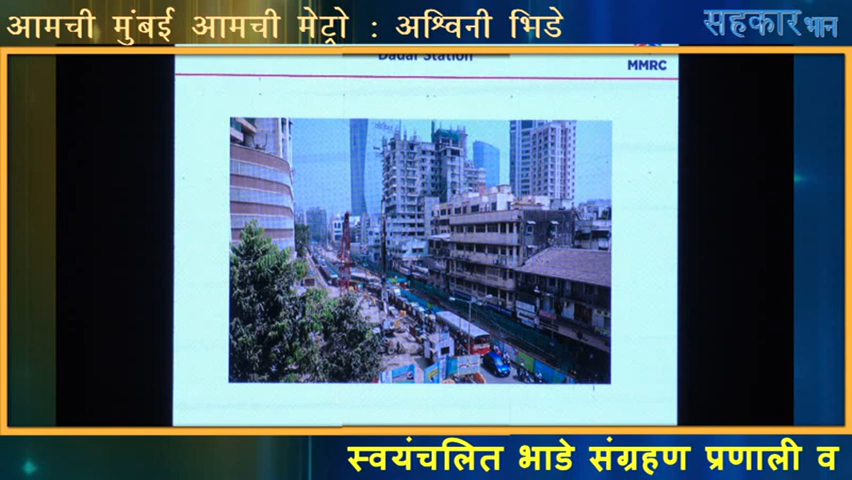 आमची मुंबई आमची मेट्रो : अश्विनी भिडे
सहकार भान
Dadar Station
MMRC
स्वयंचलित भाडे संग्रहण प्रणाली व